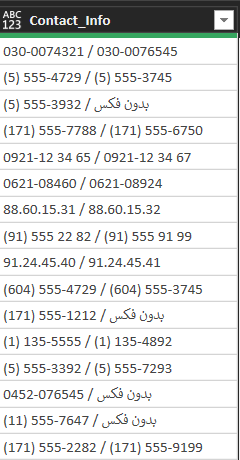 ABC
123
Contact_Info
030-0074321 / 030-0076545
(5) 555-4729 / (5) 555-3745
(5) 555-3932 / بدون فکس
(171) 555-7788 / (171) 555-6750
0921-12 34 65 / 0921-12 34 67
0621-08460 / 0621-08924
88.60.15.31 / 88.60.15.32
(91) 555 22 82 / (91) 555 91 99
91.24.45.40 / 91.24.45.41
(604) 555-4729 / (604) 555-3745
(171) 555-1212 / بدون فکس
(1) 135-5555 / (1) 135-4892
(5) 555-3392 / (5) 555-7293
0452-076545 / بدون فکس
(11) 555-7647 / بدون فکس
(171) 555-2282 / (171) 555-9199